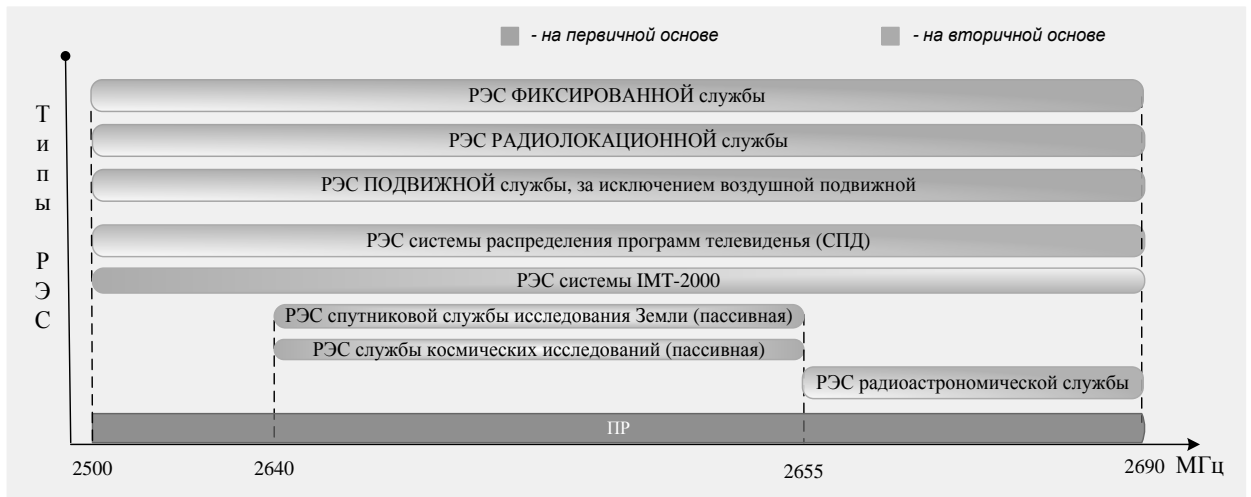 - на первичной основе
- на вторичной основе
Типы РЭС
РЭС ФИКСИРОВАННОЙ службы
РЭС РАДИОЛОКАЦИОННОЙ службы
РЭС ПОДВИЖНОЙ службы, за исключением воздушной подвижной
РЭС системы распределения программ телевиденья (СПД)
РЭС системы IMT-2000
РЭС спутниковой службы исследования Земли (пассивная)
РЭС службы космических исследований (пассивная)
РЭС радиоастрономической службы
ПР
2500
2640
2655
2690 МГц